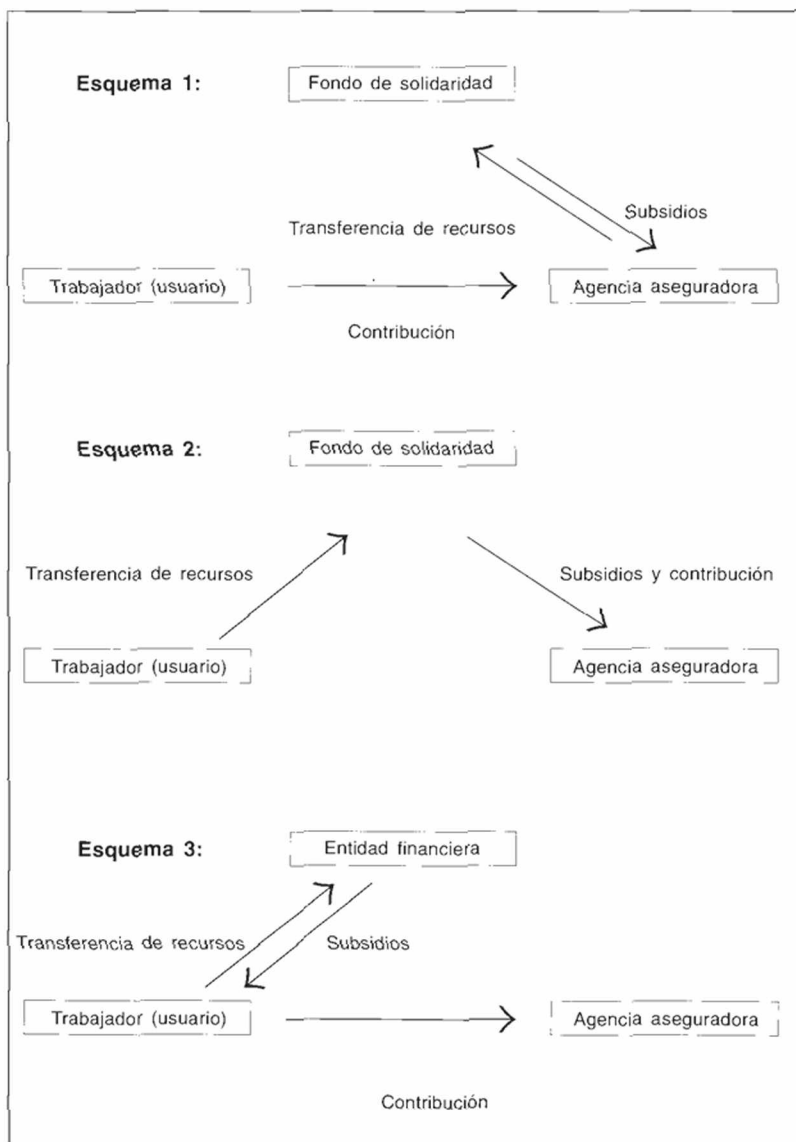 Esquema 1:
Fondo de solidaridad
Subsidios
Transferencia de recursos
Trabajador (usuario)
Agencia aseguradora
Contribución
Esquema 2:
Fondo de solidaridad
Transferencia de recursos
Subsidios y contribución
Trabajador (usuario)
Agencia aseguradora
Esquema 3:
Entidad financiera
Transferencia de recursos
Subsidios
Trabajador (usuario)
Agencia aseguradora
Contribución